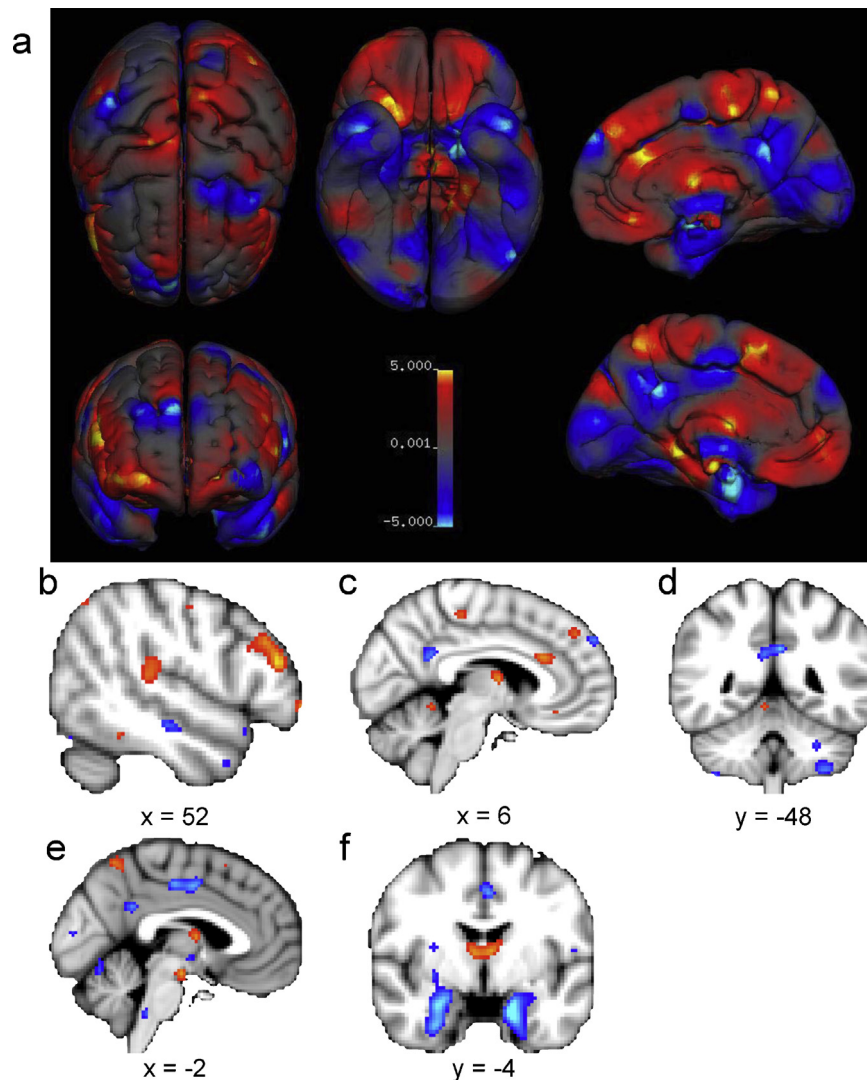 a
5.000
0.001
-5.000
b
c
d
x = 52
x = 6
y = -48
e
f
x = -2
y = -4